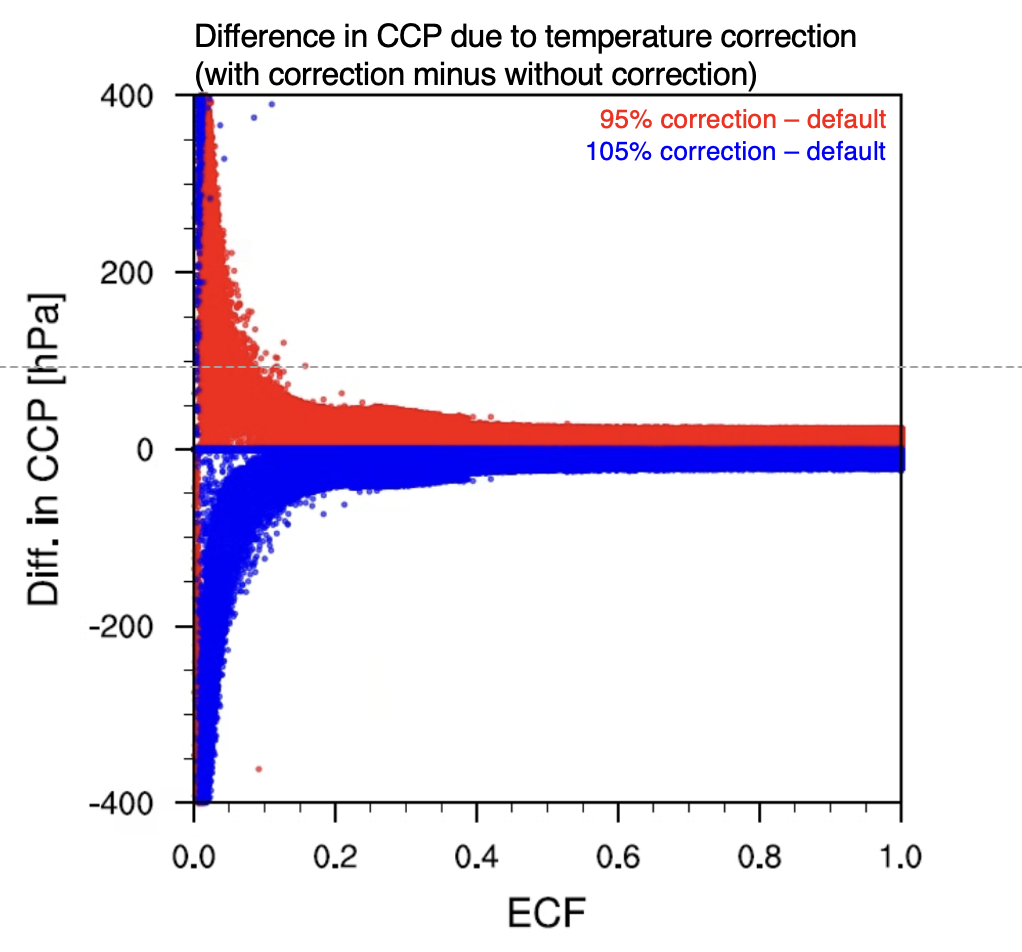 Difference in CCP due to temperature correction
(with correction minus without correction)
95% correction – default
105% correction – default
400
200
0
-200
-400
Diff. in CCP [hPa]
0.0 0.2 0.4 0.6 0.8 1.0
ECF